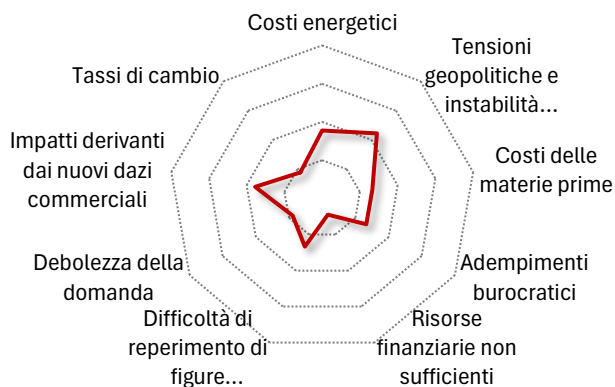 Costi energetici
Tensioni
geopolitiche e
instabilità...
Costi delle
materie prime
Adempimenti
burocratici
Risorse
finanziarie non
sufficienti
Difficoltà di
reperimento di
figure...
Debolezza della
domanda
Impatti derivanti
dai nuovi dazi
commerciali
Tassi di cambio